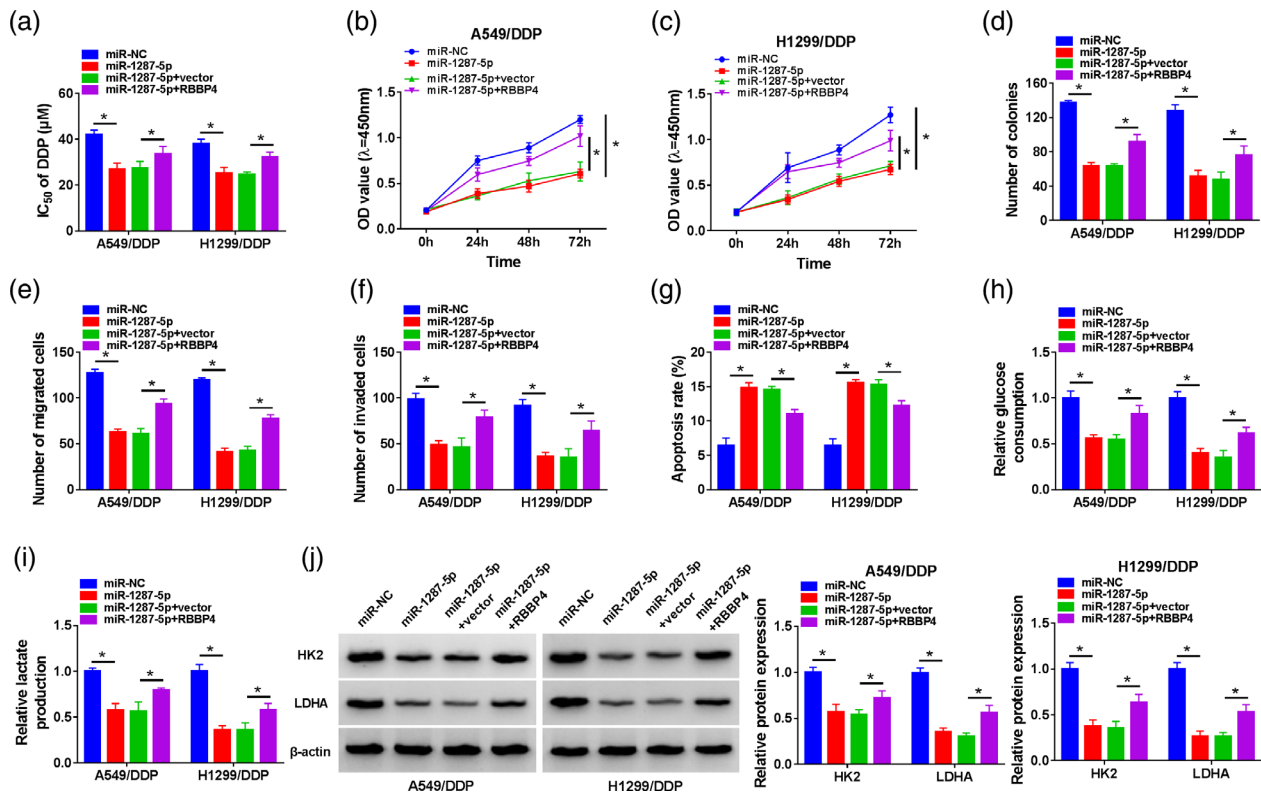 (a)
miR-NC
miR-1287-5p
miR-1287-5p+vector
miR-1287-5p+RBBP4
IC50 of DDP (μM)
60
40
20
0
*
*
*
*
A549/DDP
H1299/DDP
(b)
A549/DDP
miR-NC
miR-1287-5p
miR-1287-5p+vector
miR-1287-5p+RBBP4
OD value (λ=450nm)
1.5
1.0
0.5
0.0
*
*
0h
24h
48h
72h
Time
(c)
H1299/DDP
miR-NC
miR-1287-5p
miR-1287-5p+vector
miR-1287-5p+RBBP4
OD value (λ=450nm)
1.5
1.0
0.5
0.0
*
*
0h
24h
48h
72h
Time
(d)
miR-NC
miR-1287-5p
miR-1287-5p+vector
miR-1287-5p+RBBP4
Number of colonies
160
120
80
40
0
*
*
*
*
A549/DDP
H1299/DDP
(e)
miR-NC
miR-1287-5p
miR-1287-5p+vector
miR-1287-5p+RBBP4
Number of migrated cells
150
100
50
0
*
*
*
*
A549/DDP
H1299/DDP
(f)
miR-NC
miR-1287-5p
miR-1287-5p+vector
miR-1287-5p+RBBP4
Number of invaded cells
150
100
50
0
*
*
*
*
A549/DDP
H1299/DDP
(g)
miR-NC
miR-1287-5p
miR-1287-5p+vector
miR-1287-5p+RBBP4
Apoptosis rate (%)
20
15
10
5
0
*
*
*
*
A549/DDP
H1299/DDP
(h)
miR-NC
miR-1287-5p
miR-1287-5p+vector
miR-1287-5p+RBBP4
Relative glucose
consumption
1.5
1.0
0.5
0.0
*
*
*
*
A549/DDP
H1299/DDP
(i)
miR-NC
miR-1287-5p
miR-1287-5p+vector
miR-1287-5p+RBBP4
Relative lactate
production
1.5
1.0
0.5
0.0
*
*
*
*
A549/DDP
H1299/DDP
(j)
miR-NC
miR-1287-5p
miR-1287-5p
+vector
miR-1287-5p
+RBBP4
miR-NC
miR-1287-5p
miR-1287-5p
+vector
miR-1287-5p
+RBBP4
HK2
LDHA
β-actin
A549/DDP
H1299/DDP
A549/DDP
miR-NC
miR-1287-5p
miR-1287-5p+vector
miR-1287-5p+RBBP4
Relative protein expression
1.5
1.0
0.5
0.0
*
*
*
*
HK2
LDHA
H1299/DDP
miR-NC
miR-1287-5p
miR-1287-5p+vector
miR-1287-5p+RBBP4
Relative protein expression
1.5
1.0
0.5
0.0
*
*
*
*
HK2
LDHA